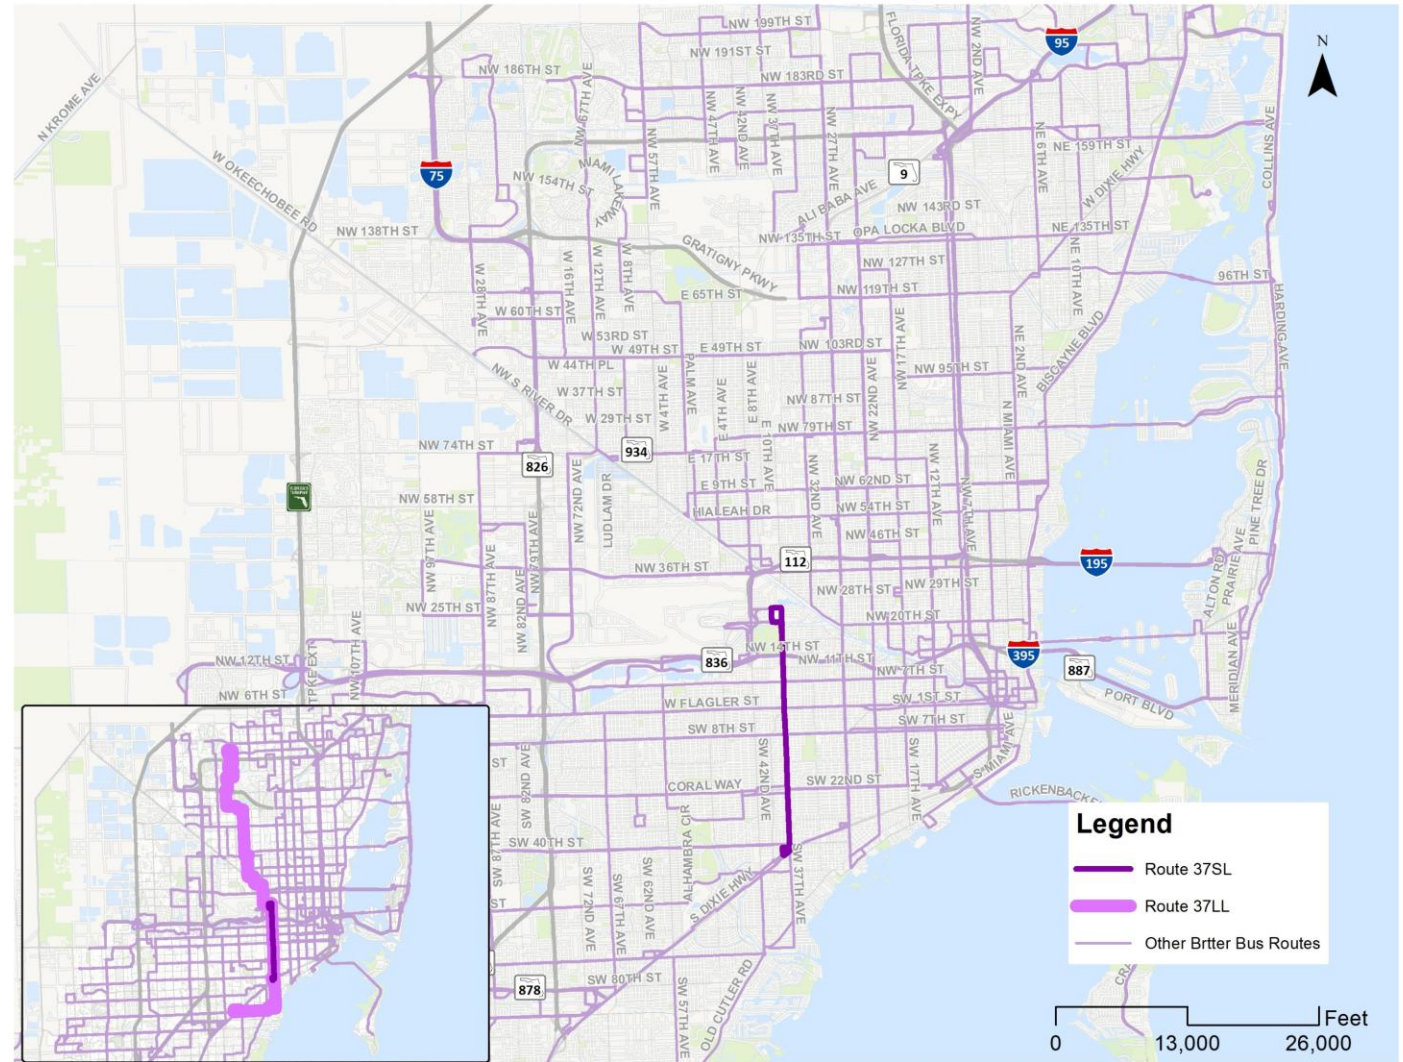 NW 199TH ST
FLORIDA TPKE EXPY
NW 2ND AVE
95
N
NW 191ST ST
NW 186TH ST
NW 67TH AVE
NW 183RD ST
N KROME AVE
NW 47TH AVE
NW 42ND AVE
NW 37TH AVE
NW 27TH AVE
NW 57TH AVE
NE 6TH AVE
NE 159TH ST
COLLINS AVE
W OKEECHOBEE RD
75
NW 154TH ST
MIAMI LAKEWAY
9
W DIXIE HWY
ALI BABA AVE
NW 143RD ST
NW 138TH ST
NW 135TH ST
OPA LOCKA BLVD
NE 135TH ST
GRATIGNY PKWY
W 28TH AVE
W 16TH AVE
W 12TH AVE
W 8TH AVE
NW 127TH ST
NE 10TH AVE
96TH ST
E 65TH ST
NW 119TH ST
W 60TH ST
HARDING AVE
W 53RD ST
W 49TH ST
E 49TH ST
NW 103RD ST
NW 17TH AVE
NE 2ND AVE
BISCAYNE BLVD
W 44TH PL
NW 95TH ST
NW S RIVER DR
W 37TH ST
W 4TH AVE
PALM AVE
E 4TH AVE
E 8TH AVE
E 10TH AVE
NW 87TH ST
NW 22ND AVE
N MIAMI AVE
W 29TH ST
NW 79TH ST
NW 74TH ST
934
826
E 17TH ST
NW 32ND AVE
NW 12TH AVE
NW 7TH AVE
PINE TREE DR
NW 72ND AVE
LUDLAM DR
E 9TH ST
NW 62ND ST
NW 58TH ST
HIALEAH DR
NW 54TH ST
NW 97TH AVE
NW 87TH AVE
NW 82ND AVE
NW 79TH AVE
NW 46TH ST
112
195
NW 36TH ST
NW 29TH ST
NW 28TH ST
ALTON RD
PRAIRIE AVE
NW 25TH ST
NW 20TH ST
NW 14TH ST
395
MERIDIAN AVE
NW 12TH ST
836
NW 11TH ST
NW 7TH ST
887
TPKE EXT
NW 107TH AVE
NW 6TH ST
W FLAGLER ST
SW 1ST ST
PORT BLVD
SW 8TH ST
SW 7TH ST
S MIAMI AVE
ST
SW 82ND AVE
CORAL WAY
SW 42ND AVE
SW 22ND ST
SW 17TH AVE
SW 87TH AVE
ALHAMBRA CIR
SW 40TH ST
SW 37TH AVE
SW 72ND AVE
SW 67TH AVE
SW 62ND AVE
ST
S DIXIE HWY
878
SW 80TH ST
SW 57TH AVE
OLD CUTLER RD
RICKENBACKE
CRA
Legend
Route 37SL
Route 37LL
Other Brtter Bus Routes
Feet
0 13,000 26,000